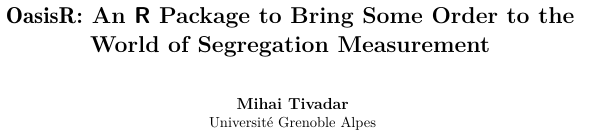 OasisR: An R Package to Bring Some Order to the
World of Segregation Measurement
Mihai Tivadar
Université Grenoble Alpes